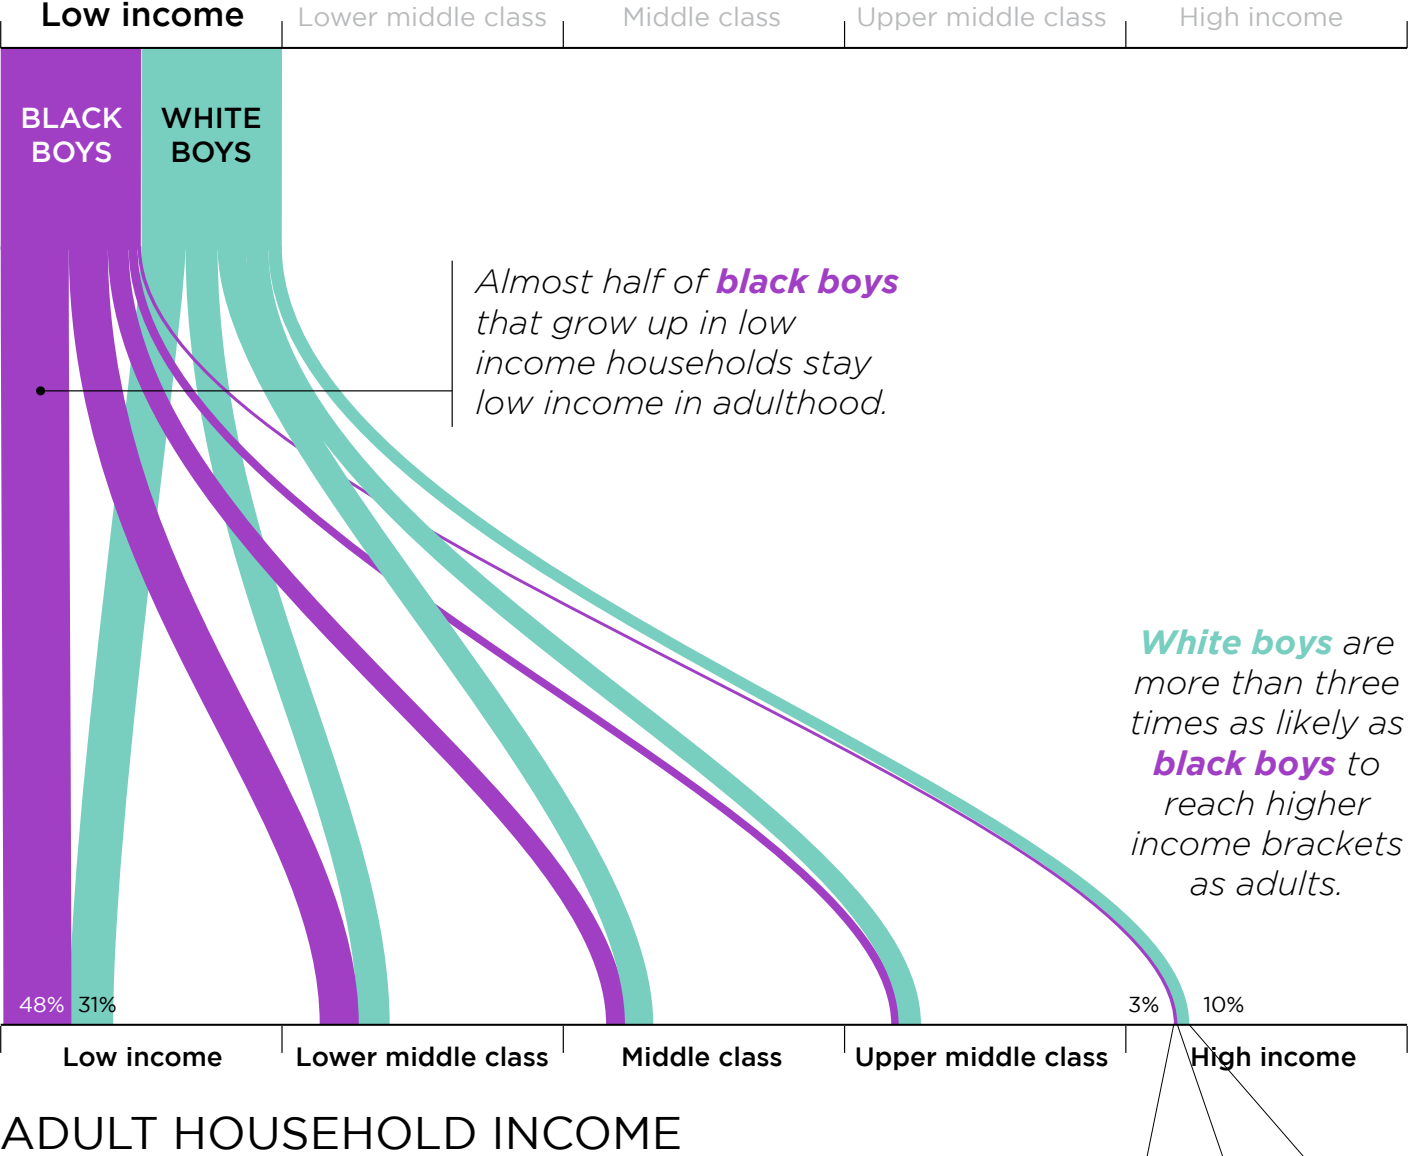 Low income
Lower middle class
Middle class
Upper middle class
High income
BLACK
BOYS
WHITE
BOYS
Almost half of black boys
that grow up in low
income households stay
low income in adulthood.
White boys are
more than three
times as likely as
black boys to
reach higher
income brackets
as adults.
48%
31%
3%
10%
Low income
Lower middle class
Middle class
Upper middle class
High income
ADULT HOUSEHOLD INCOME